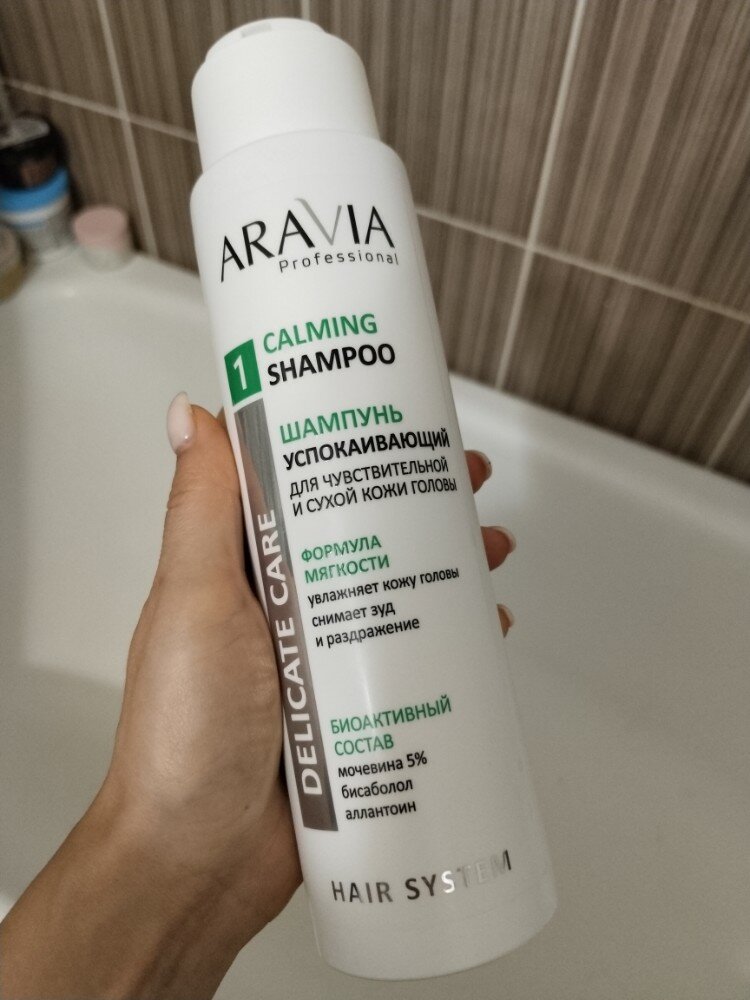 ARAVIA
Professional
1
CALMING
SHAMPOO
ШАМПУНЬ
УСПОКАИВАЮЩИЙ
ДЛЯ ЧУВСТВИТЕЛЬНОЙ
И СУХОЙ КОЖИ ГОЛОВЫ
DELICATE CARE
ФОРМУЛА
МЯГКОСТИ
увлажняет кожу головы
снимает зуд
и раздражение
БИОАКТИВНЫЙ
СОСТАВ
мочевина 5%
бисаболол
аллантоин
HAIR SYSTEM